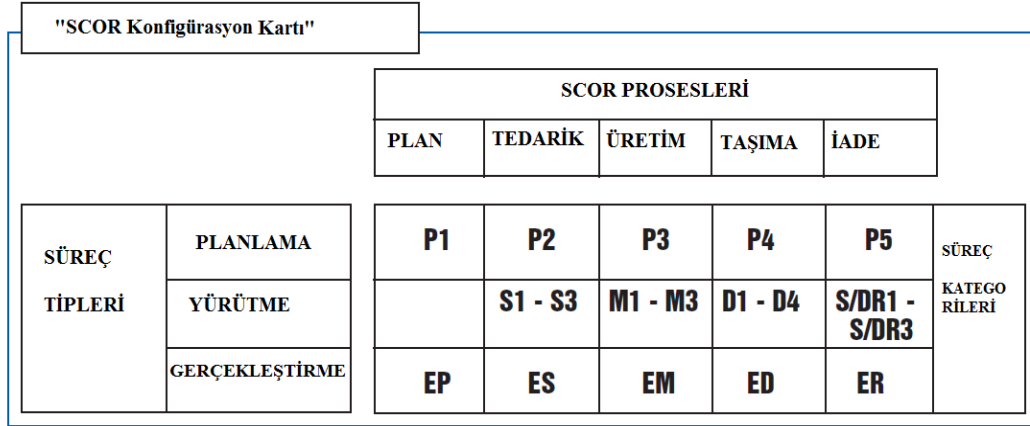 "SCOR Konfigürasyon Kartı"
SCOR PROSESLERİ
PLAN TEDARİK ÜRETİM TAŞIMA İADE
SÜREÇ TİPLERİ
PLANLAMA P1 P2 P3 P4 P5
YÜRÜTME S1 - S3 M1 - M3 D1 - D4 S/DR1 - S/DR3
GERÇEKLEŞTİRME EP ES EM ED ER
SÜREÇ
KATEGO
RİLERİ